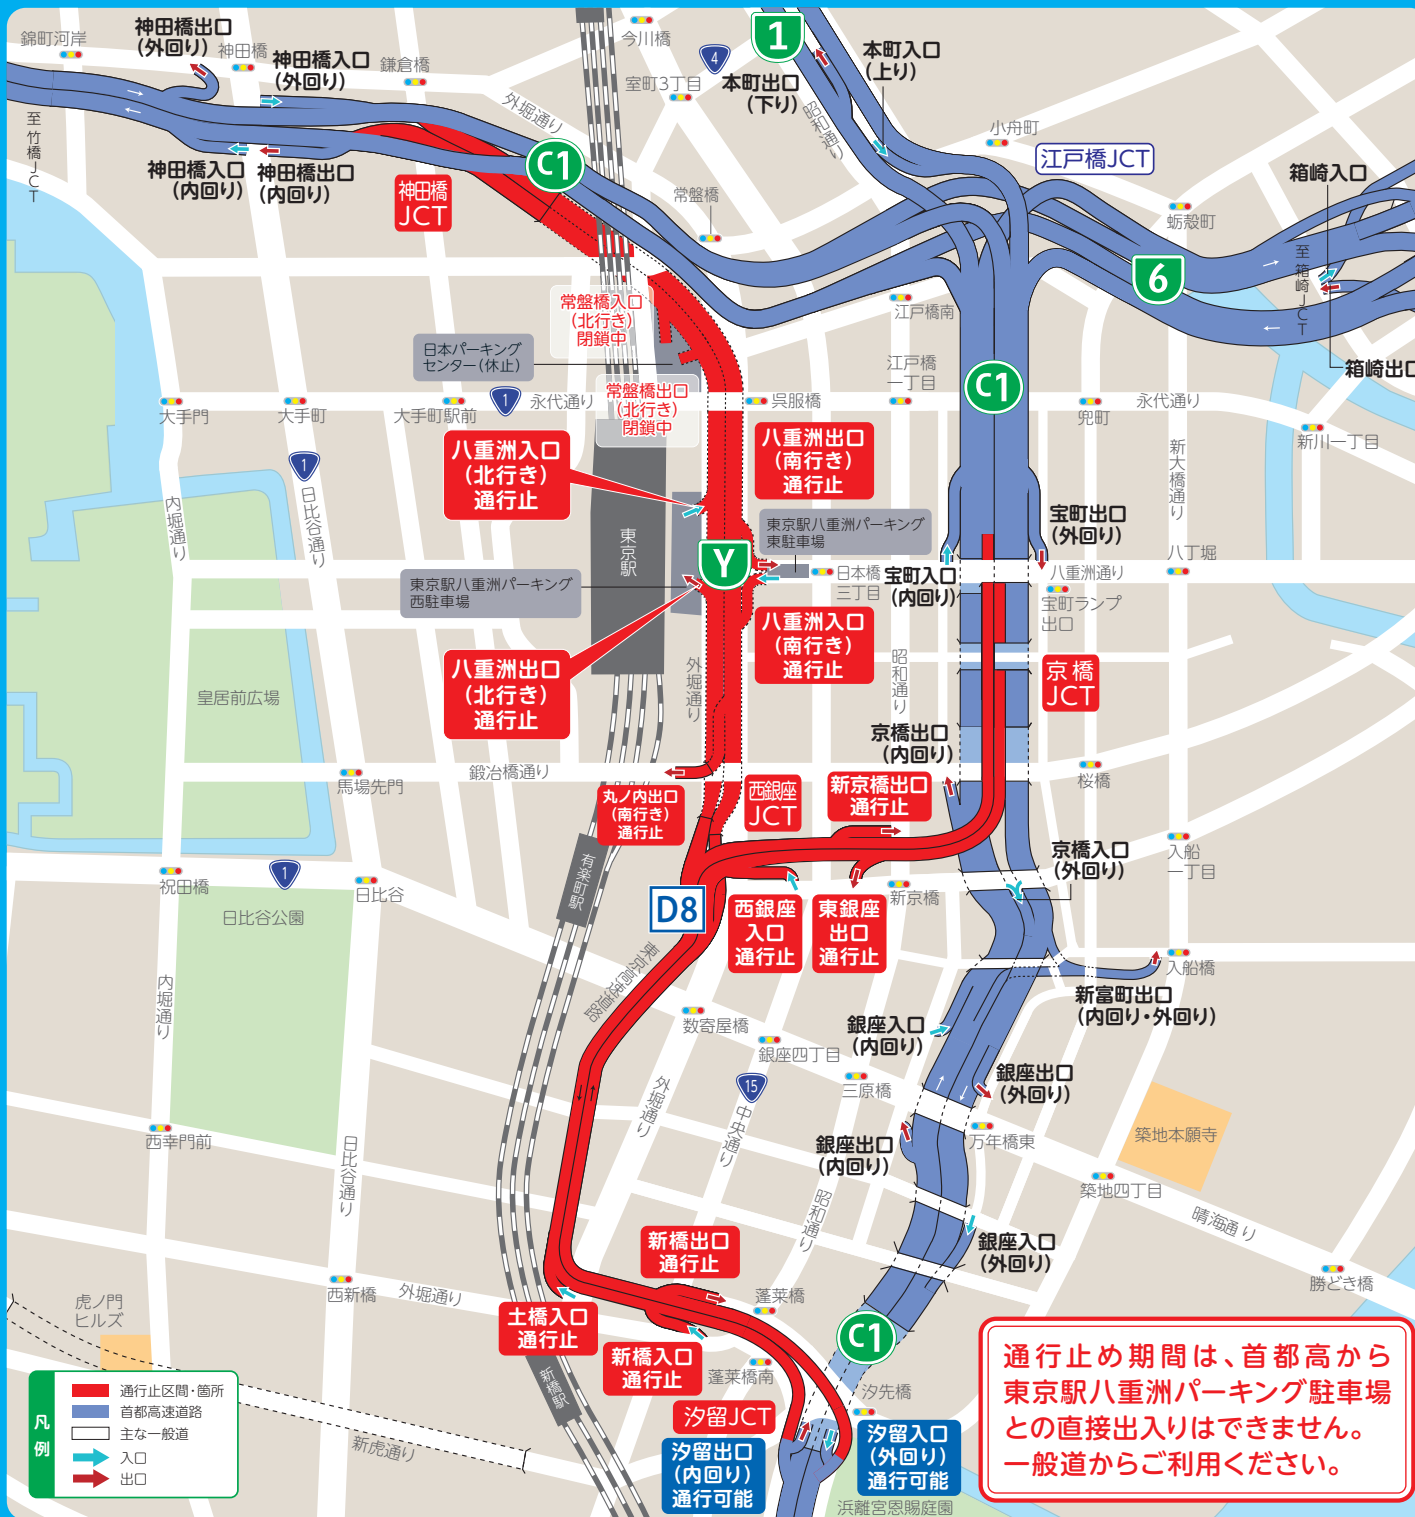 錦町河岸
神田橋出口
(外回り)
神田橋
神田橋入口
(外回り)
鎌倉橋
今川橋
4
室町3丁目
1
本町出口
(下り)
本町入口
(上り)
外堀通り
昭和通り
小舟町
江戸橋JCT
箱崎入口
蛎殻町
至 竹橋JCT
神田橋入口
(内回り)
神田橋出口
(内回り)
C1
神田橋
JCT
常盤橋
6
至 箱崎JCT
箱崎出口
常盤橋入口
(北行き)
閉鎖中
日本パーキング
センター(休止)
常盤橋出口
(北行き)
閉鎖中
江戸橋南
江戸橋
一丁目
C1
大手門
大手町
大手町駅前
1
永代通り
呉服橋
兜町
永代通り
新川一丁目
八重洲入口
(北行き)
通行止
八重洲出口
(南行き)
通行止
1
日比谷通り
内堀通り
新大橋通り
東京駅
東京駅八重洲パーキング
東駐車場
宝町出口
(外回り)
Y
東京駅八重洲パーキング
西駐車場
日本橋
三丁目
宝町入口
(内回り)
八重洲通り
八丁堀
宝町ランプ
出口
八重洲入口
(南行き)
通行止
八重洲出口
(北行き)
通行止
外堀通り
昭和通り
京橋
JCT
皇居前広場
京橋出口
(内回り)
馬場先門
鍛冶橋通り
丸ノ内出口
(南行き)
通行止
西銀座
JCT
新京橋出口
通行止
桜橋
京橋入口
(外回り)
入船
一丁目
祝田橋
1
日比谷
有楽町駅
日比谷公園
D8
西銀座
入口
通行止
東銀座
出口
通行止
新京橋
東京高速道路
入船橋
新富町出口
(内回り・外回り)
内堀通り
数寄屋橋
銀座四丁目
銀座入口
(内回り)
三原橋
銀座出口
(外回り)
15
外堀通り
中央通り
西幸門前
日比谷通り
銀座出口
(内回り)
万年橋東
築地本願寺
築地四丁目
昭和通り
晴海通り
新橋出口
通行止
銀座入口
(外回り)
勝どき橋
虎ノ門
ヒルズ
西新橋
外堀通り
土橋入口
通行止
蓬莱橋
新橋入口
通行止
蓬莱橋南
C1
新橋駅
汐先橋
汐留JCT
汐留出口
(内回り)
通行可能
汐留入口
(外回り)
通行可能
新虎通り
浜離宮恩賜庭園
凡例
通行止区間・箇所
首都高速道路
主な一般道
入口
出口
通行止め期間は、首都高から
東京駅八重洲パーキング駐車場
との直接出入りはできません。
一般道からご利用ください。